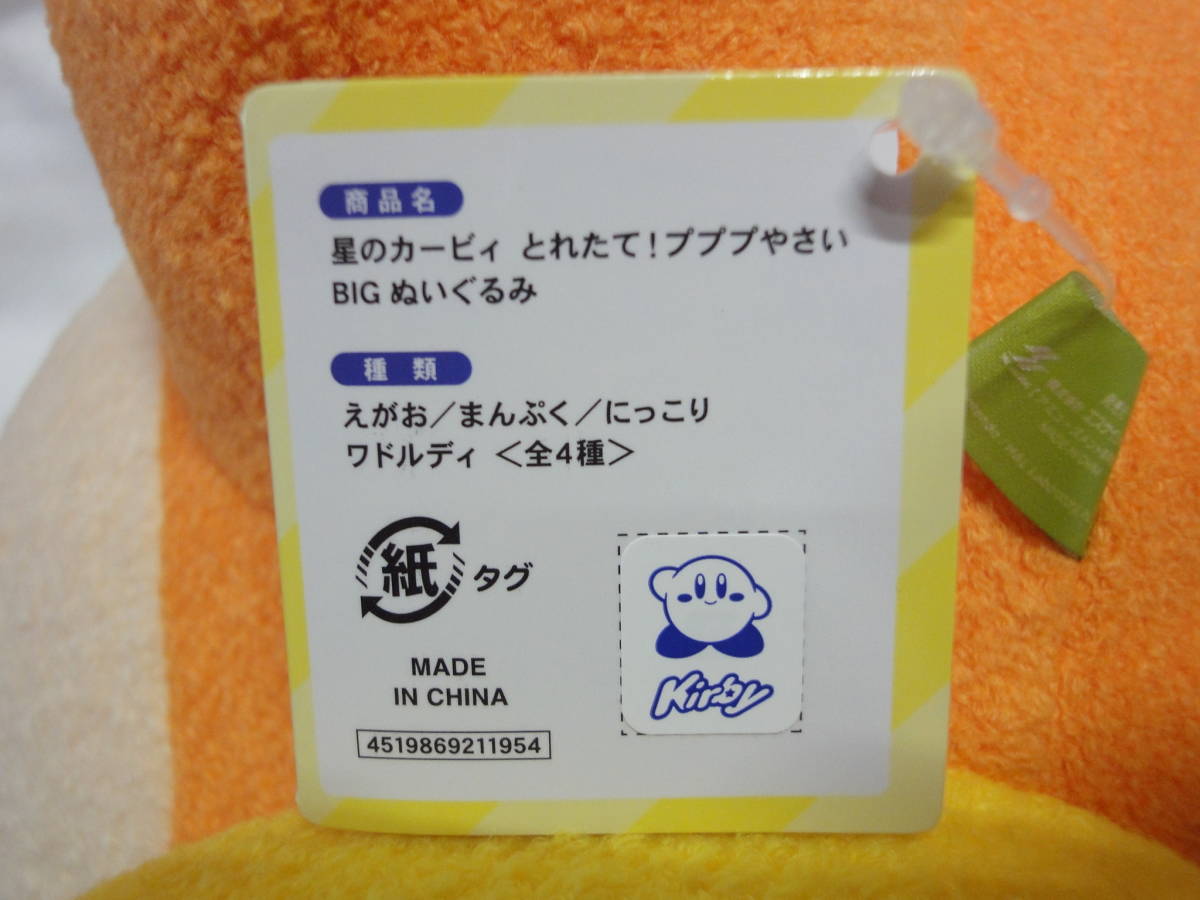 商品名
星のカービィ とれたて！プププやさい
BIG ぬいぐるみ
種 類
えがお／まんぷく／にっこり
ワドルディ ＜全4種＞
紙 タグ
MADE
IN CHINA
4519869211954
Kirby